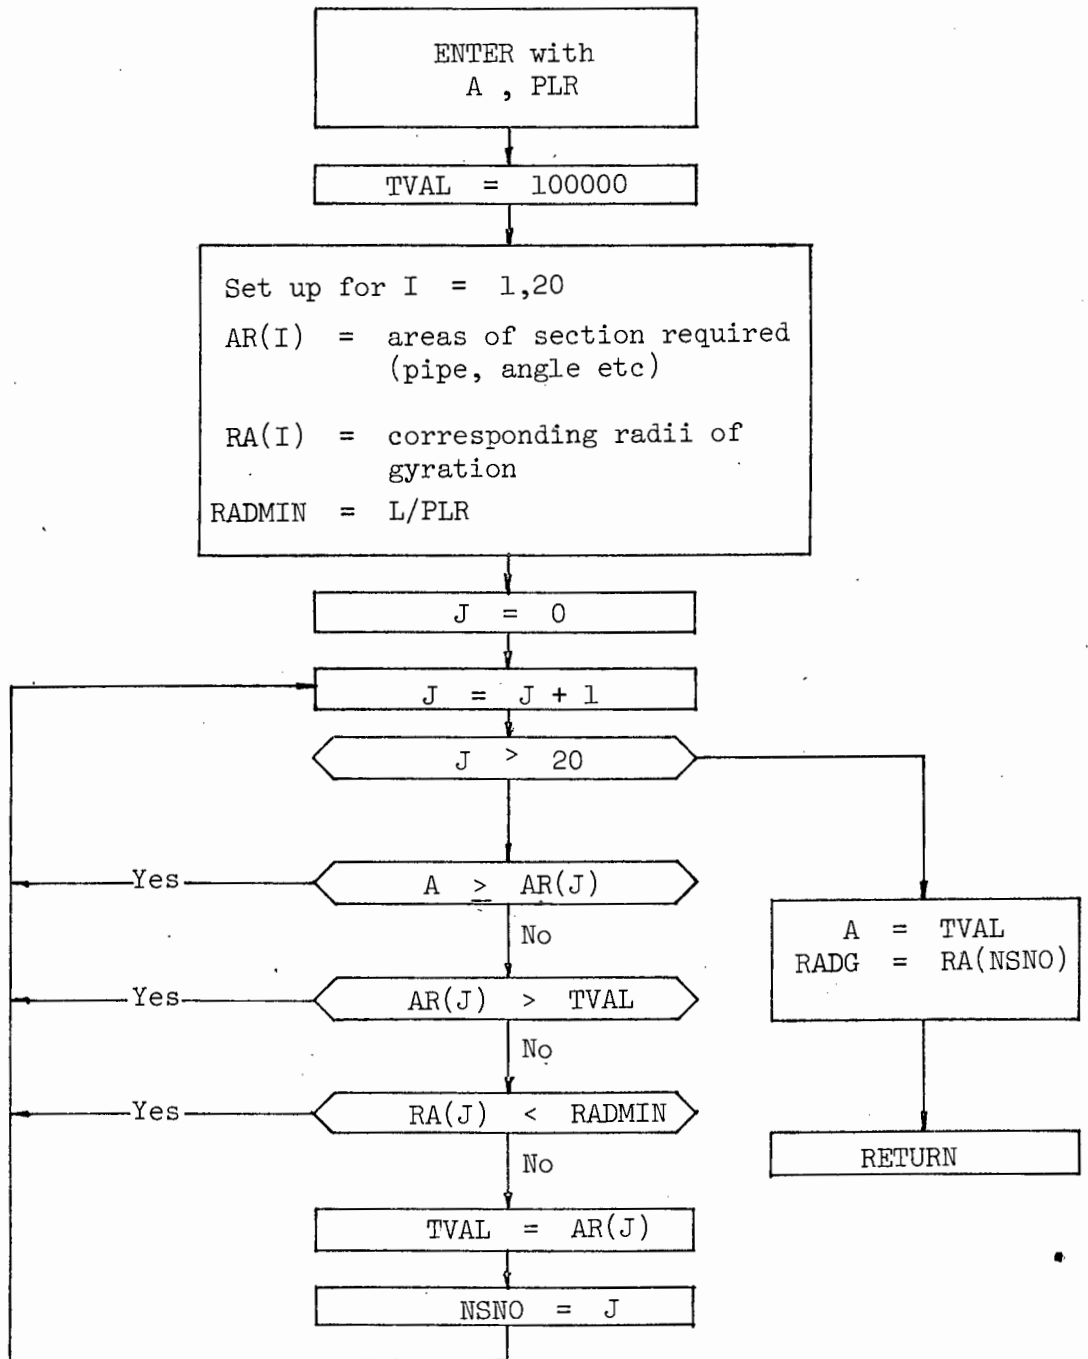 ENTER with
A , PLR
TVAL = 100000
Set up for I = 1,20
AR(I) = areas of section required
(pipe, angle etc)
RA(I) = corresponding radii of
gyration
RADMIN = L/PLR
J = 0
J = J + 1
J > 20
Yes
A ≥ AR(J)
No
Yes
AR(J) > TVAL
No
Yes
RA(J) < RADMIN
No
TVAL = AR(J)
NSNO = J
A = TVAL
RADG = RA(NSNO)
RETURN